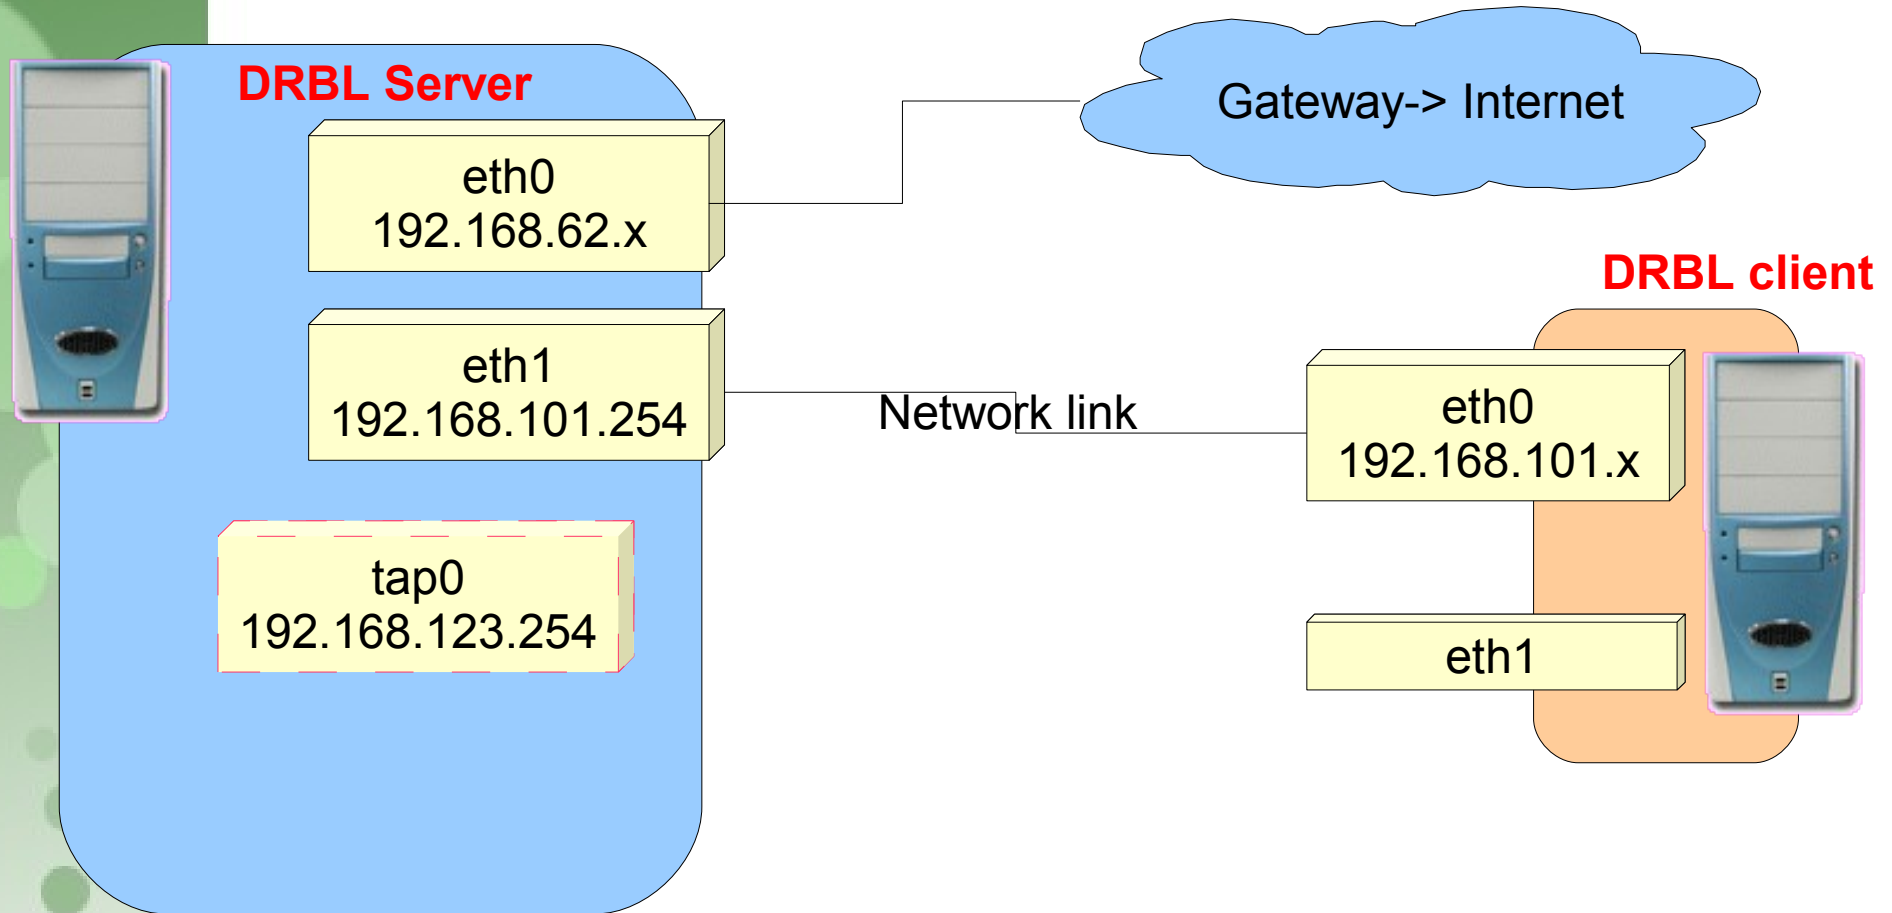 DRBL Server
eth0
192.168.62.x
Gateway-> Internet
eth1
192.168.101.254
Network link
DRBL client
eth0
192.168.101.x
tap0
192.168.123.254
eth1